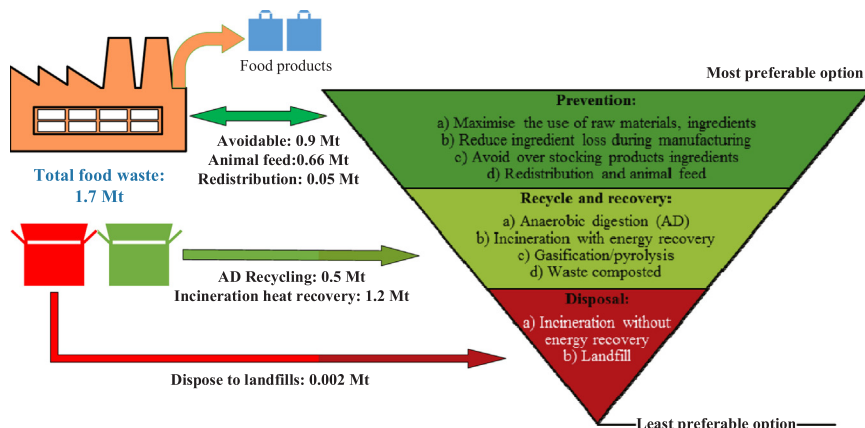 Most preferable option
Food products
Prevention:
a) Maximise the use of raw materials, ingredients
b) Reduce ingredient loss during manufacturing
c) Avoid over stocking products ingredients
d) Redistribution and animal feed
Avoidable: 0.9 Mt
Animal feed:0.66 Mt
Redistribution: 0.05 Mt
Total food waste:
1.7 Mt
Recycle and recovery:
a) Anaerobic digestion (AD)
b) Incineration with energy recovery
c) Gasification/pyrolysis
d) Waste composted
AD Recycling: 0.5 Mt
Incineration heat recovery: 1.2 Mt
Disposal:
a) Incineration without
energy recovery
b) Landfill
Dispose to landfills: 0.002 Mt
Least preferable option